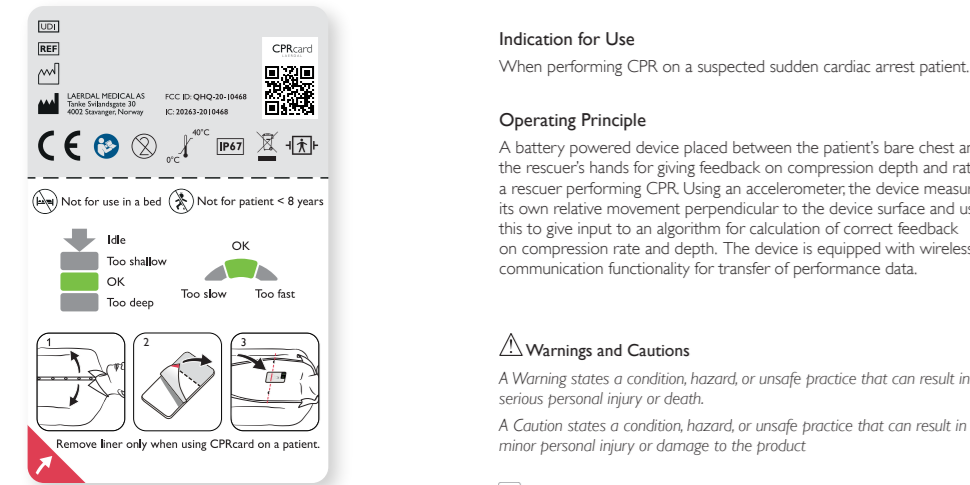 UDI
REF
CPRcard
LAERDAL
LAERDAL MEDICAL AS
Tanke Svilandsgate 30
4002 Stavanger, Norway
FCC ID: QHQ-20-10468
IC: 20263-2010468
CE
2
40°C
0°C
IP67
Not for use in a bed
Not for patient < 8 years
Idle
Too shallow
OK
Too deep
OK
Too slow
Too fast
1
2
3
Remove liner only when using CPRcard on a patient.
Indication for Use
When performing CPR on a suspected sudden cardiac arrest patient.
Operating Principle
A battery powered device placed between the patient's bare chest
the rescuer's hands for giving feedback on compression depth and
a rescuer performing CPR. Using an accelerometer, the device
its own relative movement perpendicular to the device surface and
this to give input to an algorithm for calculation of correct feedback
on compression rate and depth. The device is equipped with wireless
communication functionality for transfer of performance data.
Warnings and Cautions
A Warning states a condition, hazard, or unsafe practice that can result in
serious personal injury or death.
A Caution states a condition, hazard, or unsafe practice that can result in
minor personal injury or damage to the product